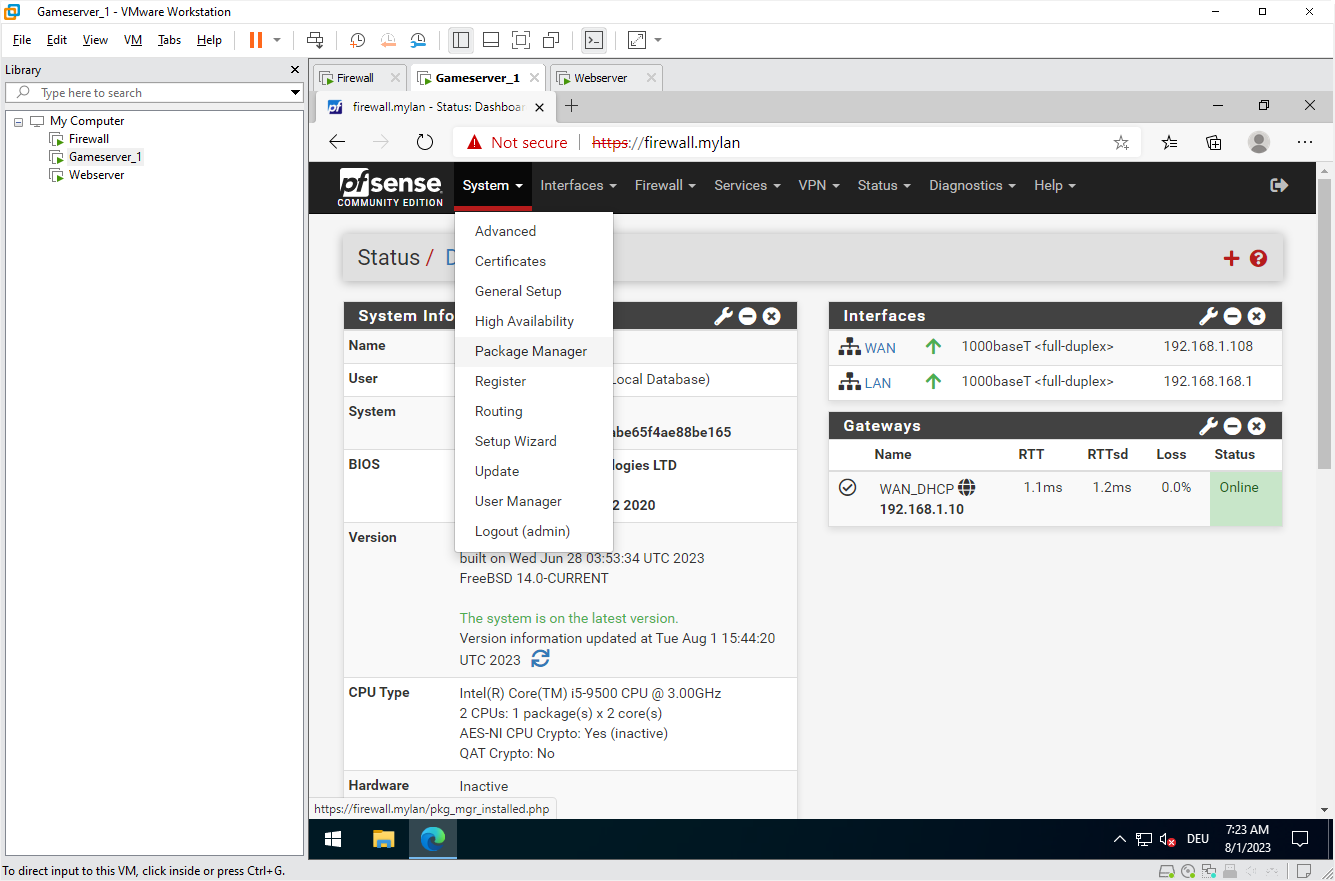 Gameserver_1 - VMware Workstation
File Edit View VM Tabs Help
Library
Type here to search
My Computer
Firewall
Gameserver_1
Webserver
Firewall
Gameserver_1
Webserver
firewall.mylan - Status: Dashboar
Not secure https://firewall.mylan
pfsense
COMMUNITY EDITION
System Interfaces Firewall Services VPN Status Diagnostics Help
Advanced
Certificates
General Setup
High Availability
Package Manager
Register
Routing
Setup Wizard
Update
User Manager
Logout (admin)
Status / D
System Info
Name
User Local Database)
System
abe65f4ae88be165
BIOS logies LTD
2 2020
Version
built on Wed Jun 28 03:53:34 UTC 2023
FreeBSD 14.0-CURRENT
The system is on the latest version.
Version information updated at Tue Aug 1 15:44:20
UTC 2023
CPU Type Intel(R) Core(TM) i5-9500 CPU @ 3.00GHz
2 CPUs: 1 package(s) x 2 core(s)
AES-NI CPU Crypto: Yes (inactive)
QAT Crypto: No
Hardware Inactive
Interfaces
WAN 1000baseT <full-duplex> 192.168.1.108
LAN 1000baseT <full-duplex> 192.168.168.1
Gateways
Name RTT RTTsd Loss Status
WAN_DHCP 1.1ms 1.2ms 0.0% Online
192.168.1.10
https://firewall.mylan/pkg_mgr_installed.php
DEU
7:23 AM
8/1/2023
To direct input to this VM, click inside or press Ctrl+G.